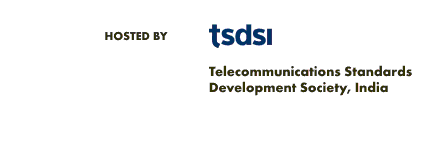 HOSTED BY
tsdsi
Telecommunications Standards
Development Society, India